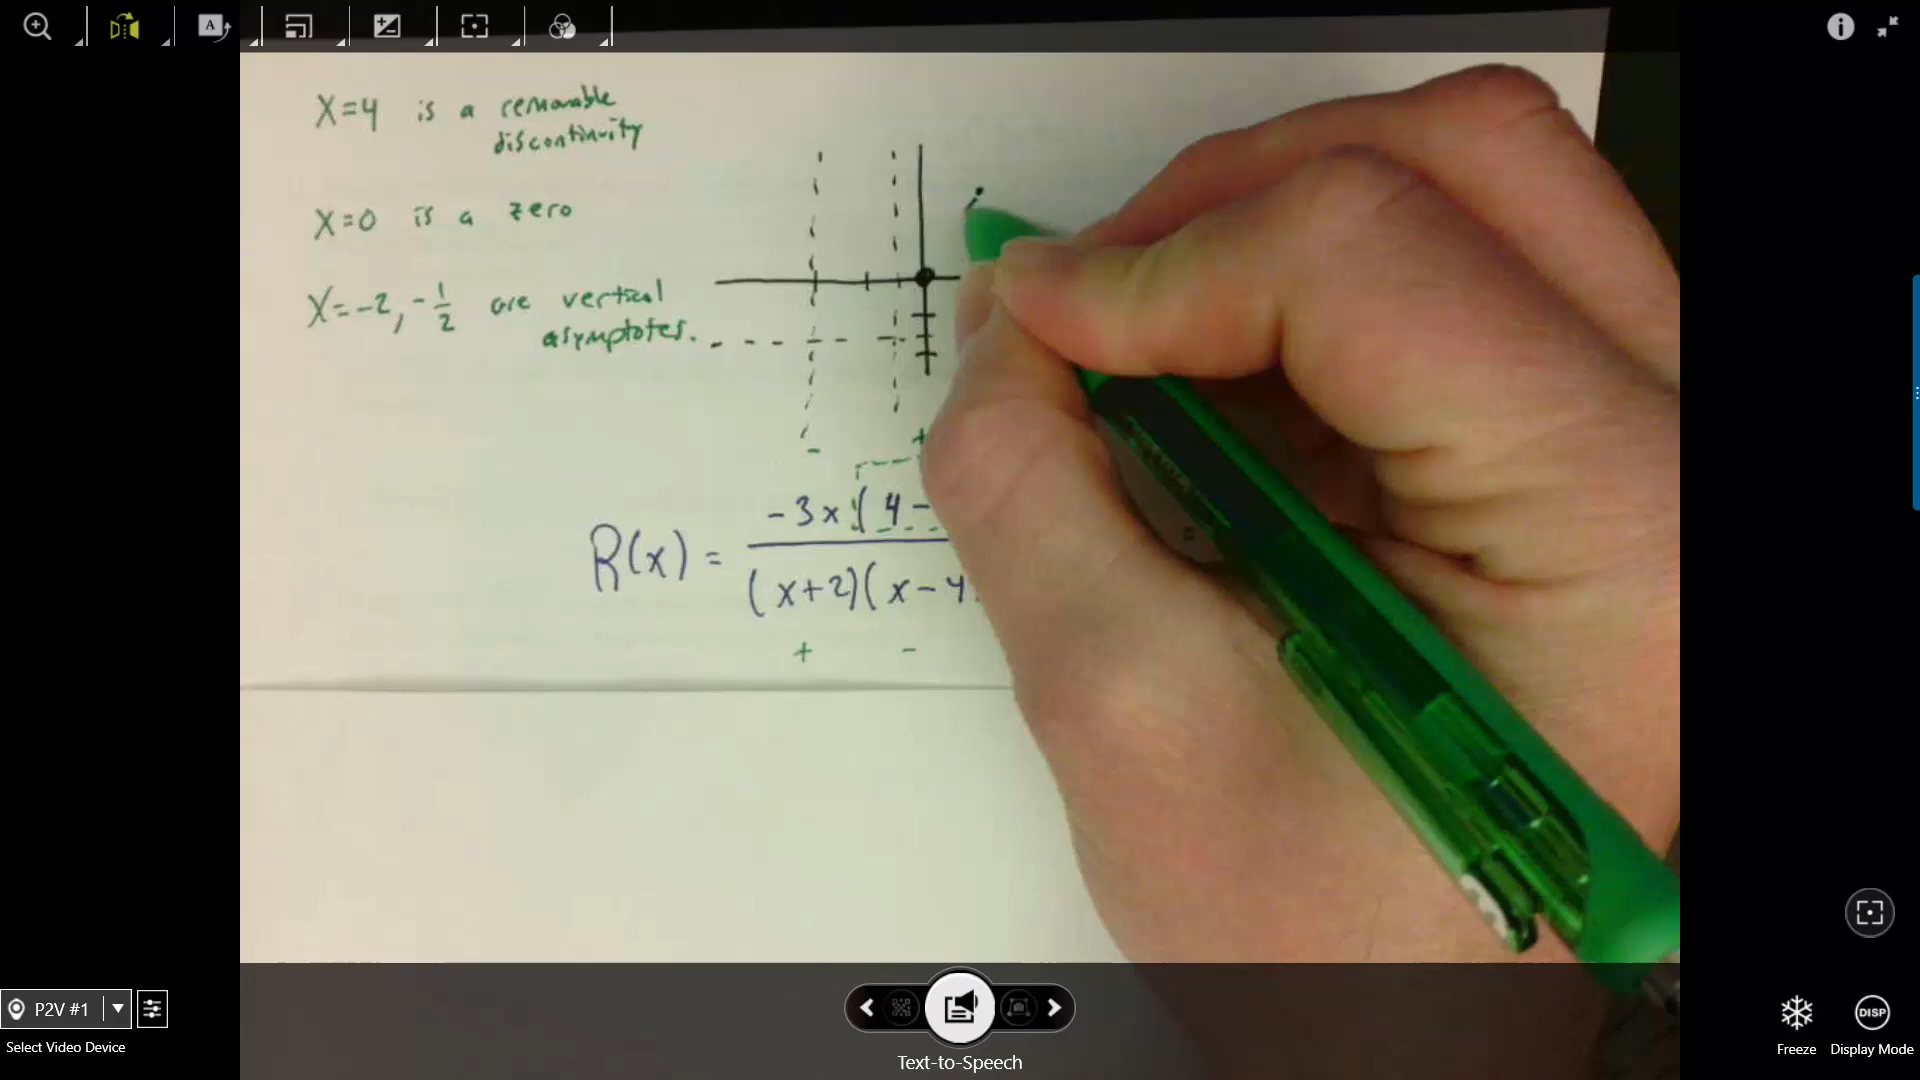 A
X=4 is a removable
discontinuity
X=0 is a zero
X=-2, -1/2 are vertical
asymptotes.
+
-
-3x(4-
R(x) =
(x+2)(x-4
+ -
P2V #1
Select Video Device
Text-to-Speech
Freeze
DISP
Display Mode